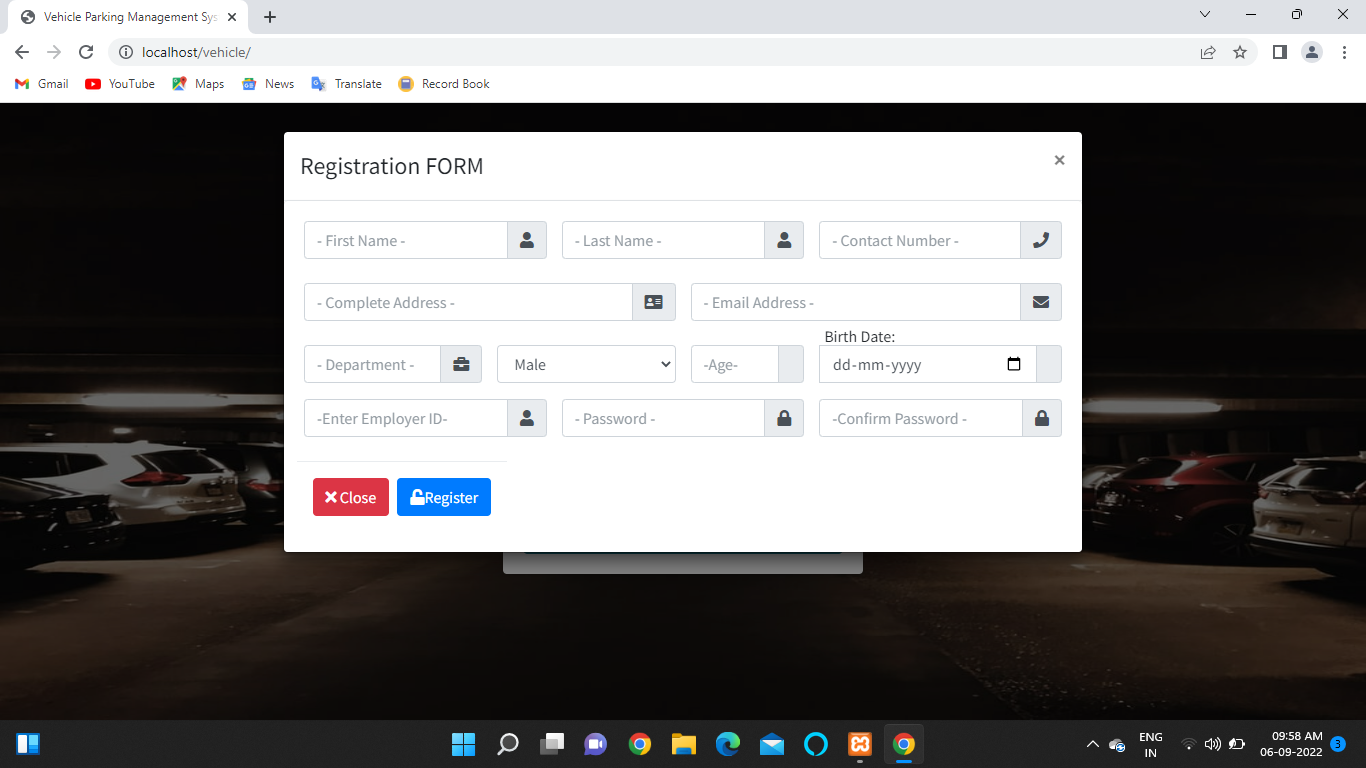 Vehicle Parking Management Sys
localhost/vehicle/
Gmail YouTube Maps News Translate Record Book
Registration FORM
×
- First Name - - Last Name - - Contact Number -
- Complete Address - - Email Address -
Birth Date:
- Department - Male -Age- dd-mm-yyyy
-Enter Employer ID- - Password - -Confirm Password -
Close Register
ENG 09:58 AM
IN 06-09-2022 3